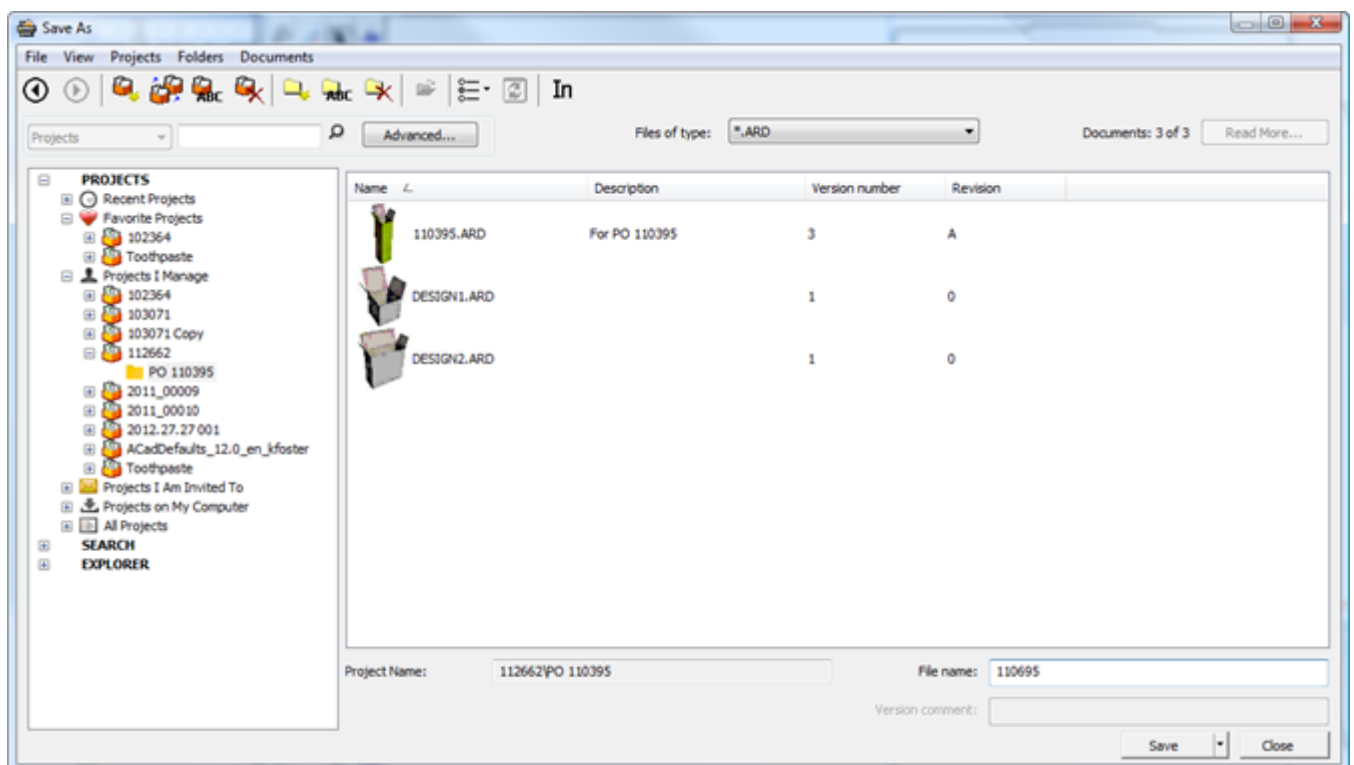 Save As
File View Projects Folders Documents
ABC ABC In
Projects Advanced... Files of type: *.ARD Documents: 3 of 3 Read More...
PROJECTS
Recent Projects
Favorite Projects
102364
Toothpaste
Projects I Manage
102364
103071
103071 Copy
112662
PO 110395
2011_00009
2011_00010
2012.27.27 001
ACadDefaults_12.0_en_kfoster
Toothpaste
Projects I Am Invited To
Projects on My Computer
All Projects
SEARCH
EXPLORER
Name Description Version number Revision
110395.ARD For PO 110395 3 A
DESIGN1.ARD 1 0
DESIGN2.ARD 1 0
Project Name: 112662\PO 110395 File name: 110695
Version comment:
Save Close